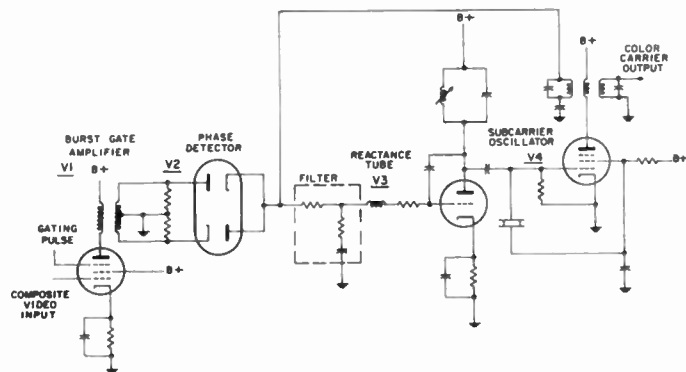 B+
B+
COLOR
CARRIER
OUTPUT
BURST GATE
AMPLIFIER
V1
B+
V2
PHASE
DETECTOR
REACTANCE
TUBE
V3
FILTER
SUBCARRIER
OSCILLATOR
V4
B+
GATING
PULSE
B+
COMPOSITE
VIDEO
INPUT